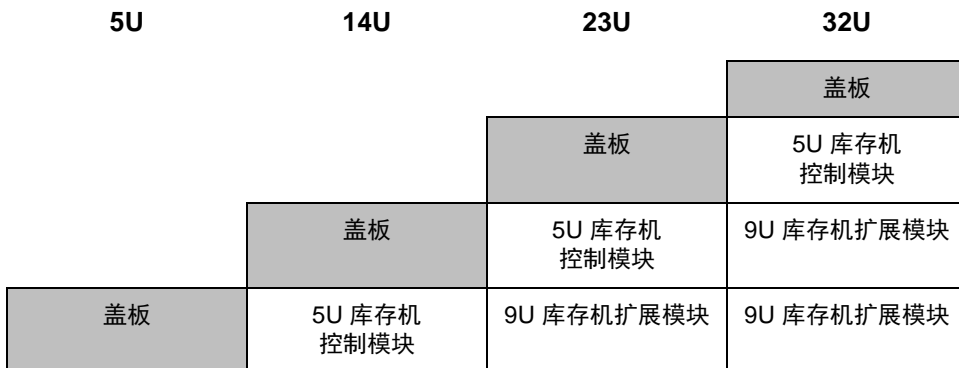 5U 14U 23U 32U
盖板
盖板 5U 库存机
控制模块
盖板 5U 库存机 9U 库存机扩展模块
控制模块
盖板 5U 库存机 9U 库存机扩展模块 9U 库存机扩展模块
控制模块